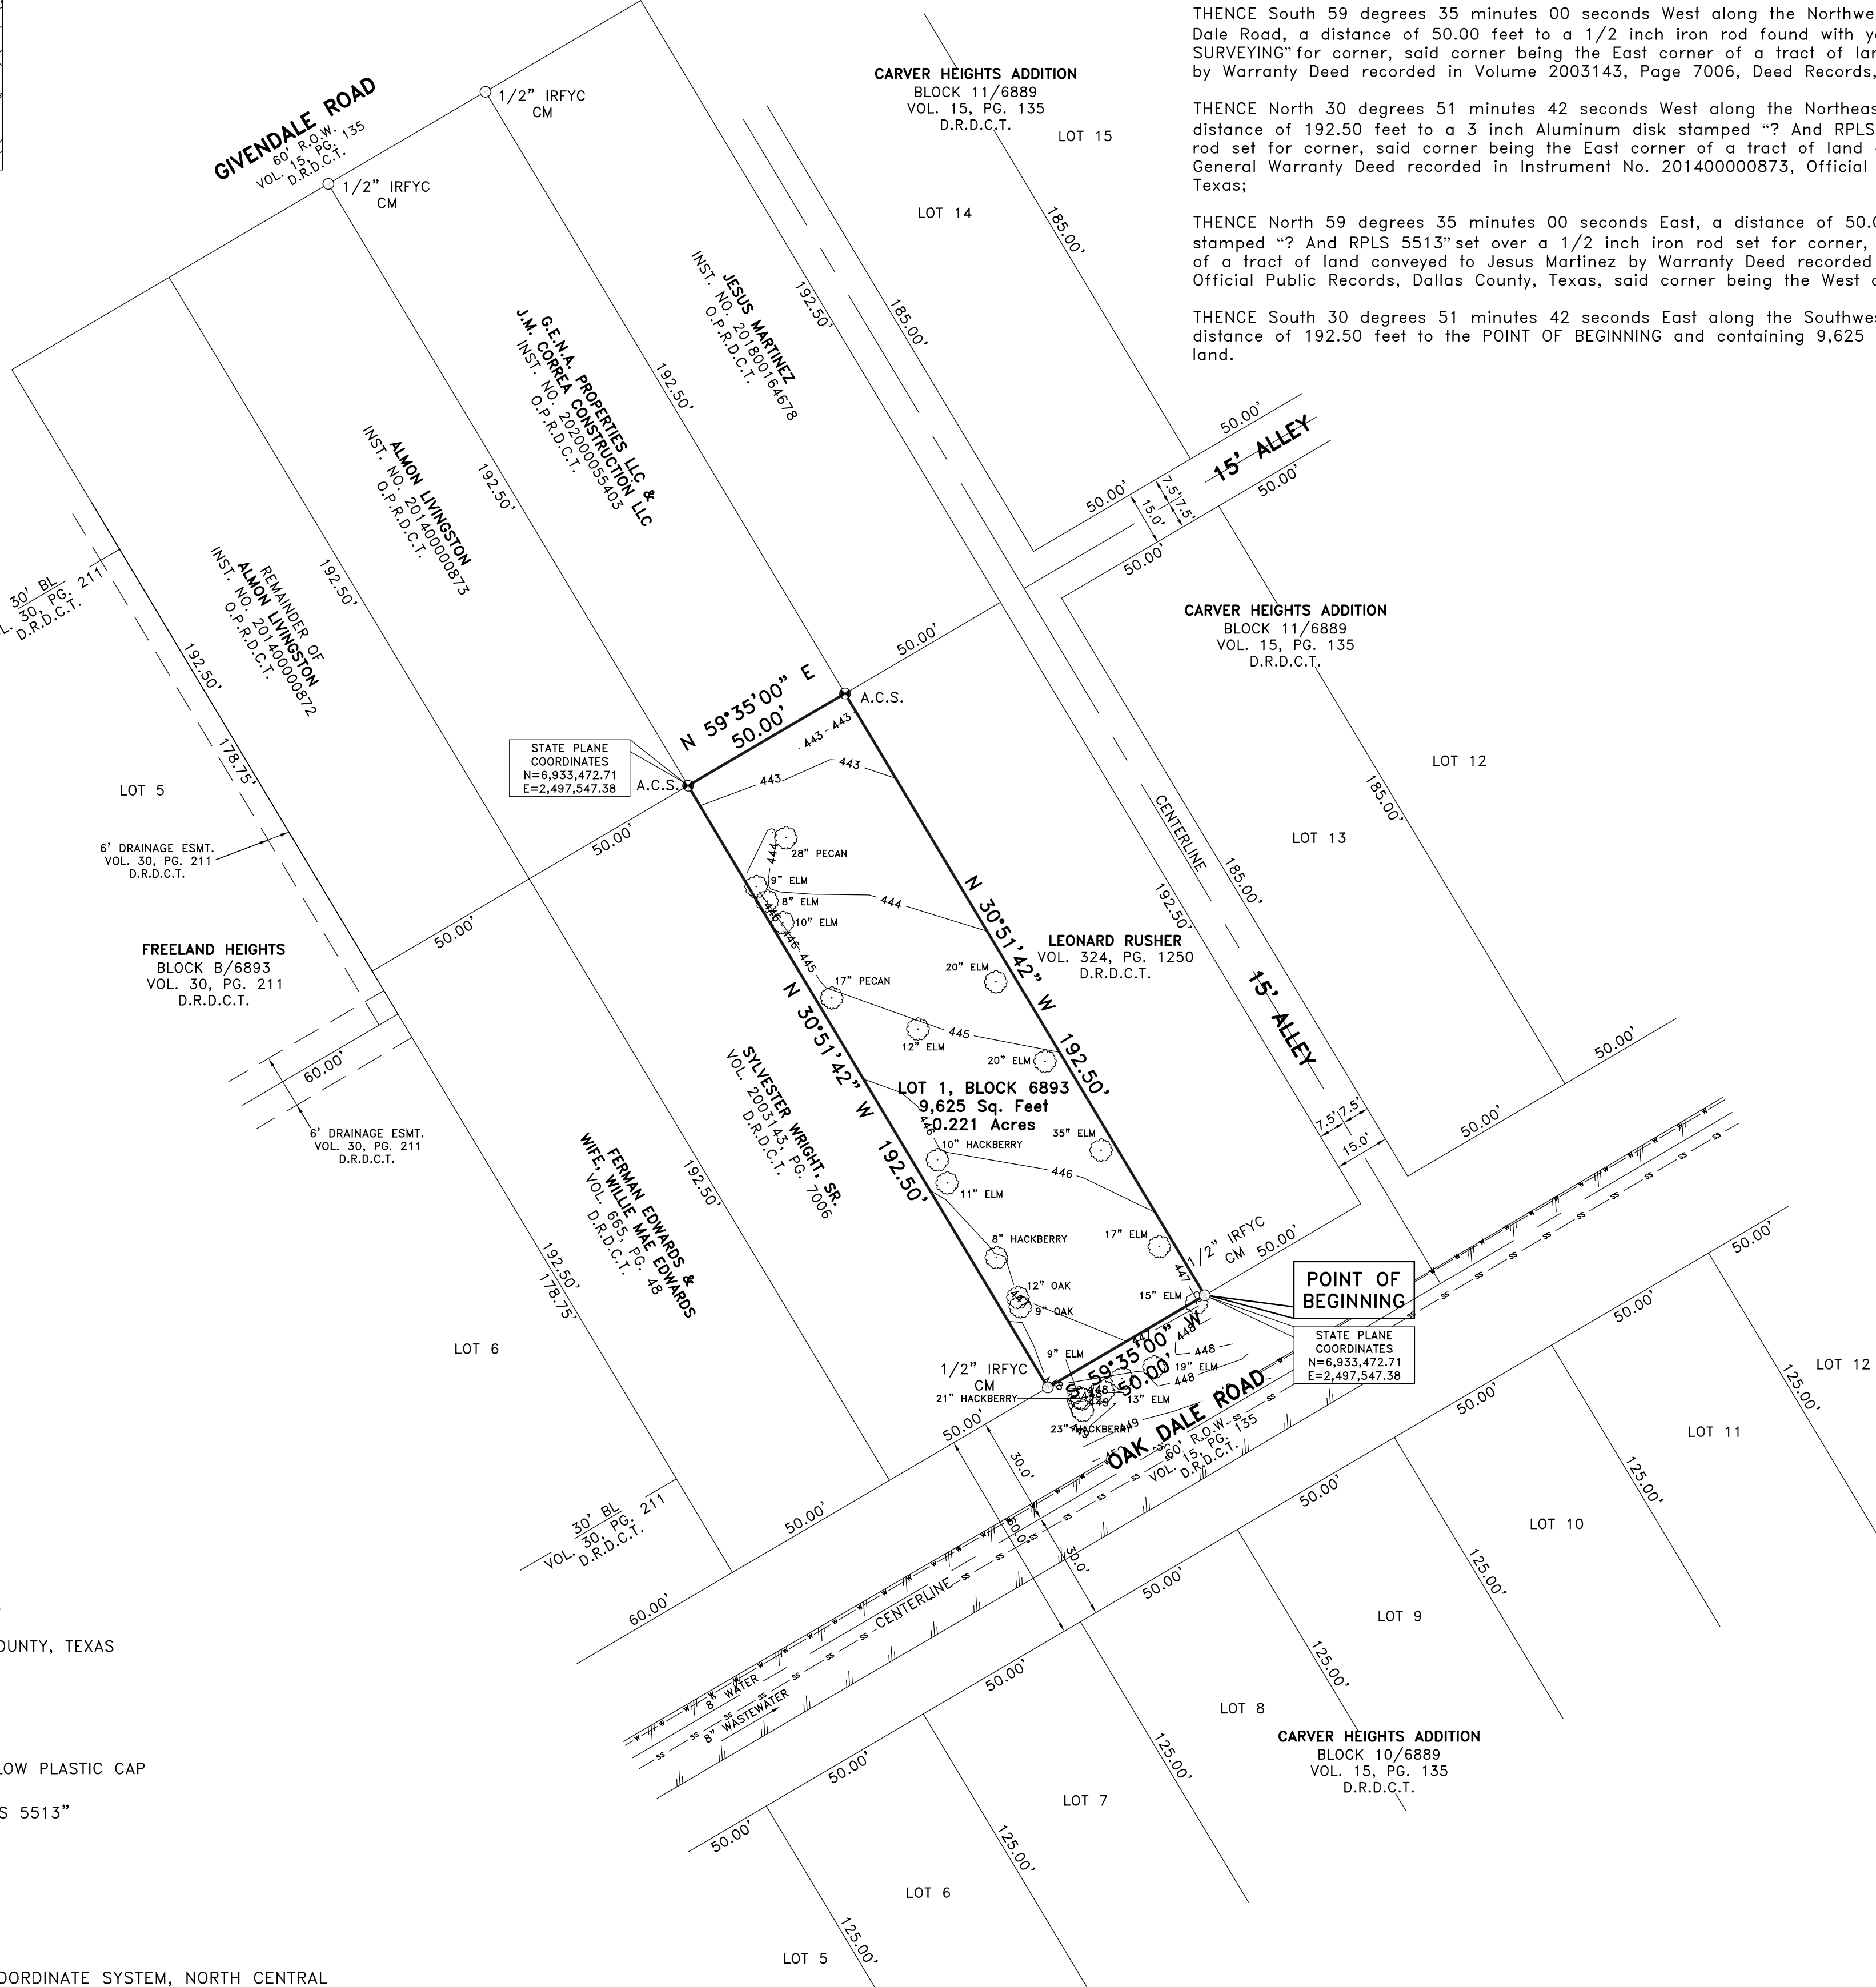 THENCE South 59 degrees 35 minutes 00 seconds West along the Northwe
Dale Road, a distance of 50.00 feet to a 1/2 inch iron rod found with y
SURVEYING” for corner, said corner being the East corner of a tract of lan
by Warranty Deed recorded in Volume 2003143, Page 7006, Deed Records,
THENCE North 30 degrees 51 minutes 42 seconds West along the Northeas
distance of 192.50 feet to a 3 inch Aluminum disk stamped “? And RPLS
rod set for corner, said corner being the East corner of a tract of land
General Warranty Deed recorded in Instrument No. 201400000873, Official
Texas;
THENCE North 59 degrees 35 minutes 00 seconds East, a distance of 50.0
stamped “? And RPLS 5513” set over a 1/2 inch iron rod set for corner,
of a tract of land conveyed to Jesus Martinez by Warranty Deed recorded
Official Public Records, Dallas County, Texas, said corner being the West c
THENCE South 30 degrees 51 minutes 42 seconds East along the Southwes
distance of 192.50 feet to the POINT OF BEGINNING and containing 9,625
land.
GIVENDALE ROAD
60' R.O.W.
VOL. 15, PG. 135
D.R.D.C.T.
1/2” IRFYC
CM
1/2” IRFYC
CM
CARVER HEIGHTS ADDITION
BLOCK 11/6889
VOL. 15, PG. 135
D.R.D.C.T.
LOT 15
LOT 14
185.00'
185.00'
192.50'
JESUS MARTINEZ
INST. NO. 201800164678
O.P.R.D.C.T.
192.50'
G.E.N.A. PROPERTIES LLC &
J.M. CORREA CONSTRUCTION LLC
INST. NO. 202000055403
O.P.R.D.C.T.
192.50'
ALMON LIVINGSTON
INST. NO. 201400000873
O.P.R.D.C.T.
192.50'
REMAINDER OF
ALMON LIVINGSTON
INST. NO. 201400000872
O.P.R.D.C.T.
192.50'
178.75'
30' BL
30, PG. 211
D.R.D.C.T.
50.00'
15' ALLEY
50.00'
50.00'
7.5'
7.5'
15.0'
50.00'
CARVER HEIGHTS ADDITION
BLOCK 11/6889
VOL. 15, PG. 135
D.R.D.C.T.
LOT 12
185.00'
LOT 13
185.00'
CENTERLINE
192.50'
15' ALLEY
50.00'
50.00'
7.5'
7.5'
15.0'
50.00'
N 59°35'00” E
50.00'
A.C.S.
A.C.S.
STATE PLANE
COORDINATES
N=6,933,472.71
E=2,497,547.38
443
443
443
443
LOT 5
6' DRAINAGE ESMT.
VOL. 30, PG. 211
D.R.D.C.T.
50.00'
50.00'
FREELAND HEIGHTS
BLOCK B/6893
VOL. 30, PG. 211
D.R.D.C.T.
60.00'
6' DRAINAGE ESMT.
VOL. 30, PG. 211
D.R.D.C.T.
444
28” PECAN
9” ELM
8” ELM
10” ELM
444
446
446
445
17” PECAN
20” ELM
N 30°51'42” W
192.50'
LEONARD RUSHER
VOL. 324, PG. 1250
D.R.D.C.T.
12” ELM
445
20” ELM
N 30°51'42” W
192.50'
LOT 1, BLOCK 6893
9,625 Sq. Feet
0.221 Acres
446
10” HACKBERRY
35” ELM
446
11” ELM
8” HACKBERRY
17” ELM
447
12” OAK
447
9” OAK
15” ELM
SYLVESTER WRIGHT, SR.
VOL. 2003143, PG. 7006
D.R.D.C.T.
FERMAN EDWARDS &
WIFE, WILLIE MAE EDWARDS
VOL. 665, PG. 48
D.R.D.C.T.
192.50'
192.50'
178.75'
LOT 6
1/2” IRFYC
CM
50.00'
POINT OF
BEGINNING
STATE PLANE
COORDINATES
N=6,933,472.71
E=2,497,547.38
S 59°35'00” W
50.00'
9” ELM
19” ELM
448
448
448
448
449
449
13” ELM
1/2” IRFYC
CM
21” HACKBERRY
23” HACKBERRY
OAK DALE ROAD
60' R.O.W.
VOL. 15, PG. 135
D.R.D.C.T.
50.00'
30.0'
60.0'
30.0'
50.00'
30' BL
VOL. 30, PG. 211
D.R.D.C.T.
60.00'
CENTERLINE
8” WATER
8” WASTEWATER
50.00'
50.00'
50.00'
50.00'
50.00'
50.00'
50.00'
50.00'
LOT 12
125.00'
LOT 11
125.00'
LOT 10
125.00'
LOT 9
125.00'
LOT 8
125.00'
LOT 7
125.00'
LOT 6
125.00'
LOT 5
CARVER HEIGHTS ADDITION
BLOCK 10/6889
VOL. 15, PG. 135
D.R.D.C.T.
OUNTY, TEXAS
LOW PLASTIC CAP
S 5513”
OORDINATE SYSTEM, NORTH CENTRAL